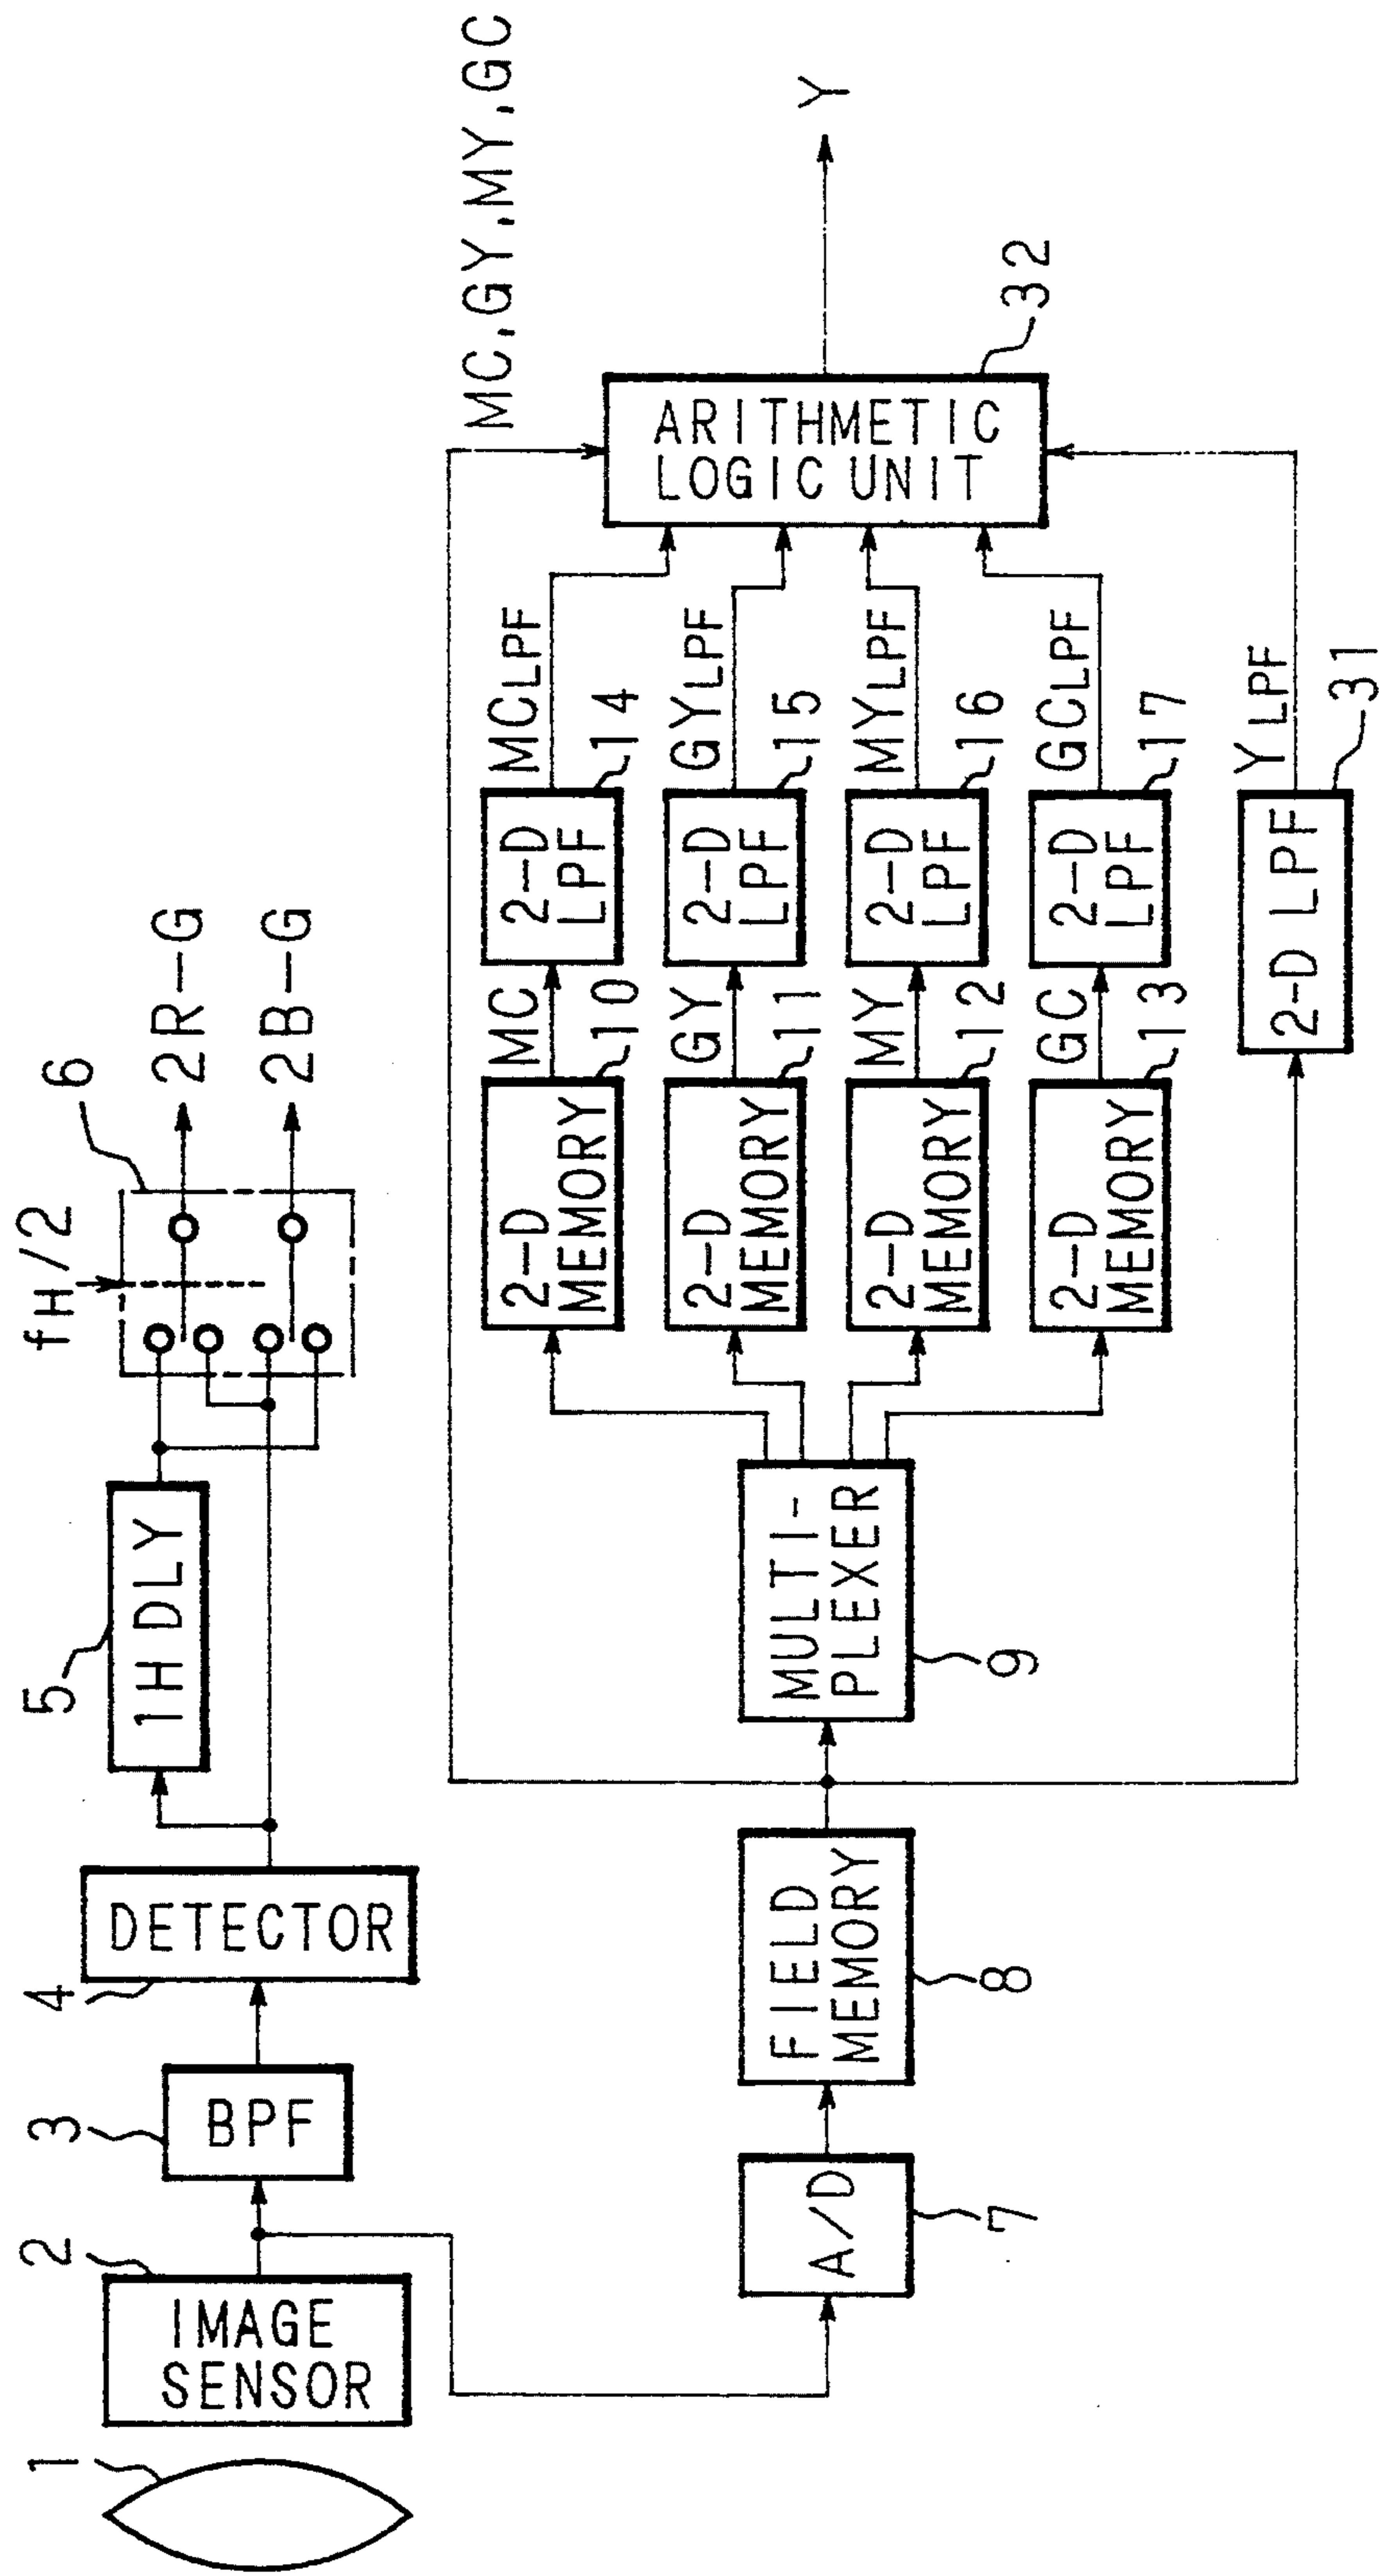 1
2
IMAGE
SENSOR
3
BPF
4
DETECTOR
5
1H DLY
fH/2
6
2R-G
2B-G
7
A/D
8
FIELD
MEMORY
9
MULTI-
PLEXER
MC,GY,MY,GC
2-D
MEMORY
10
MC
2-D
LPF
14
MCLPF
2-D
MEMORY
11
GY
2-D
LPF
15
GYLPF
2-D
MEMORY
12
MY
2-D
LPF
16
MYLPF
2-D
MEMORY
13
GC
2-D
LPF
17
GCLPF
2-D LPF
31
YLPF
ARITHMETIC
LOGIC UNIT
32
Y